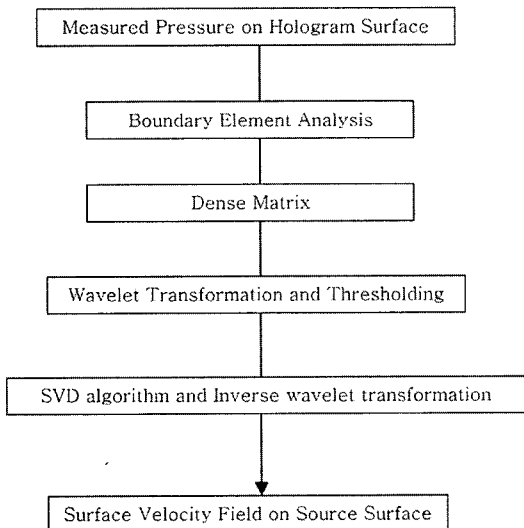 Measured Pressure on Hologram Surface
Boundary Element Analysis
Dense Matrix
Wavelet Transformation and Thresholding
SVD algorithm and Inverse wavelet transformation
Surface Velocity Field on Source Surface